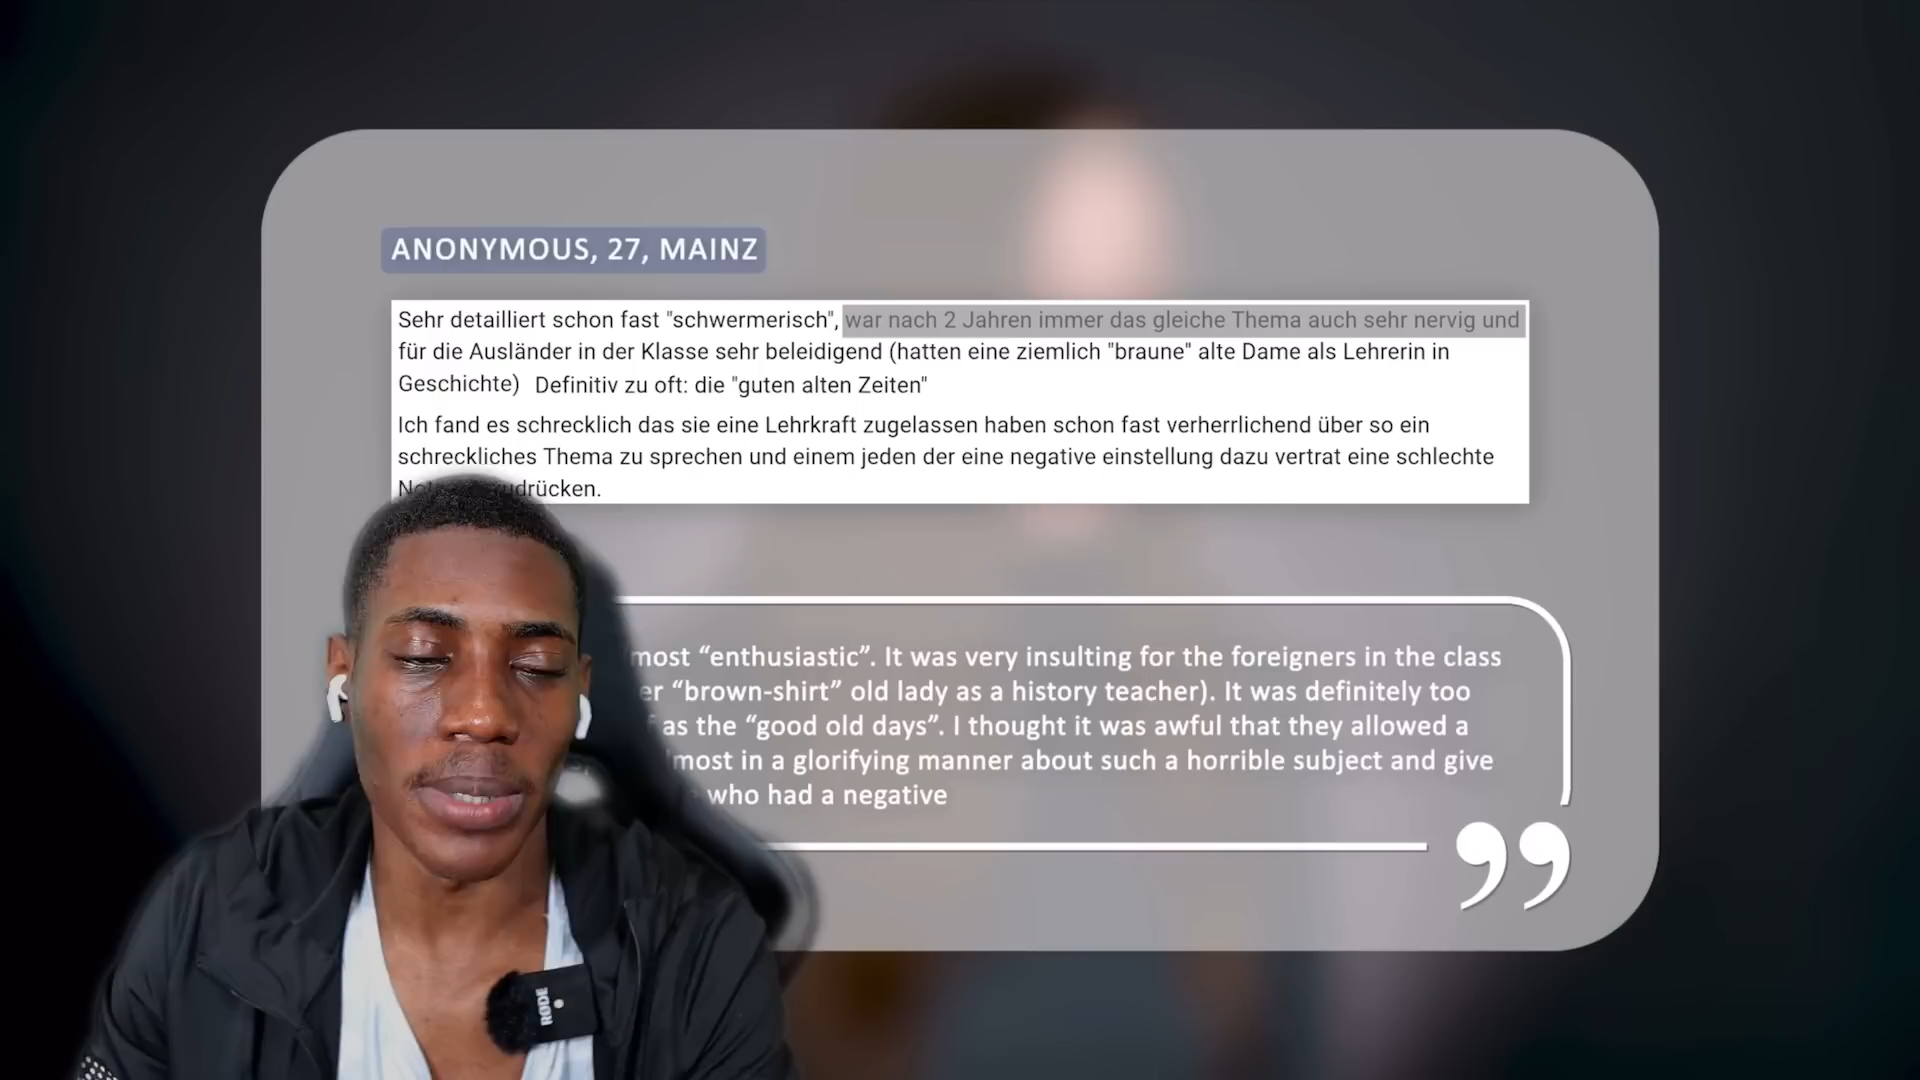 ANONYMOUS, 27, MAINZ
Sehr detailliert schon fast "schwermerisch", war nach 2 Jahren immer das gleiche Thema auch sehr nervig und
für die Ausländer in der Klasse sehr beleidigend (hatten eine ziemlich "braune" alte Dame als Lehrerin in
Geschichte) Definitiv zu oft: die "guten alten Zeiten"
Ich fand es schrecklich das sie eine Lehrkraft zugelassen haben schon fast verherrlichend über so ein
schreckliches Thema zu sprechen und einem jeden der eine negative einstellung dazu vertrat eine schlechte
“enthusiastic”. It was very insulting for the foreigners in the class
“brown-shirt” old lady as a history teacher). It was definitely too
as the “good old days”. I thought it was awful that they allowed a
in a glorifying manner about such a horrible subject and give
who had a negative
”
RØDE